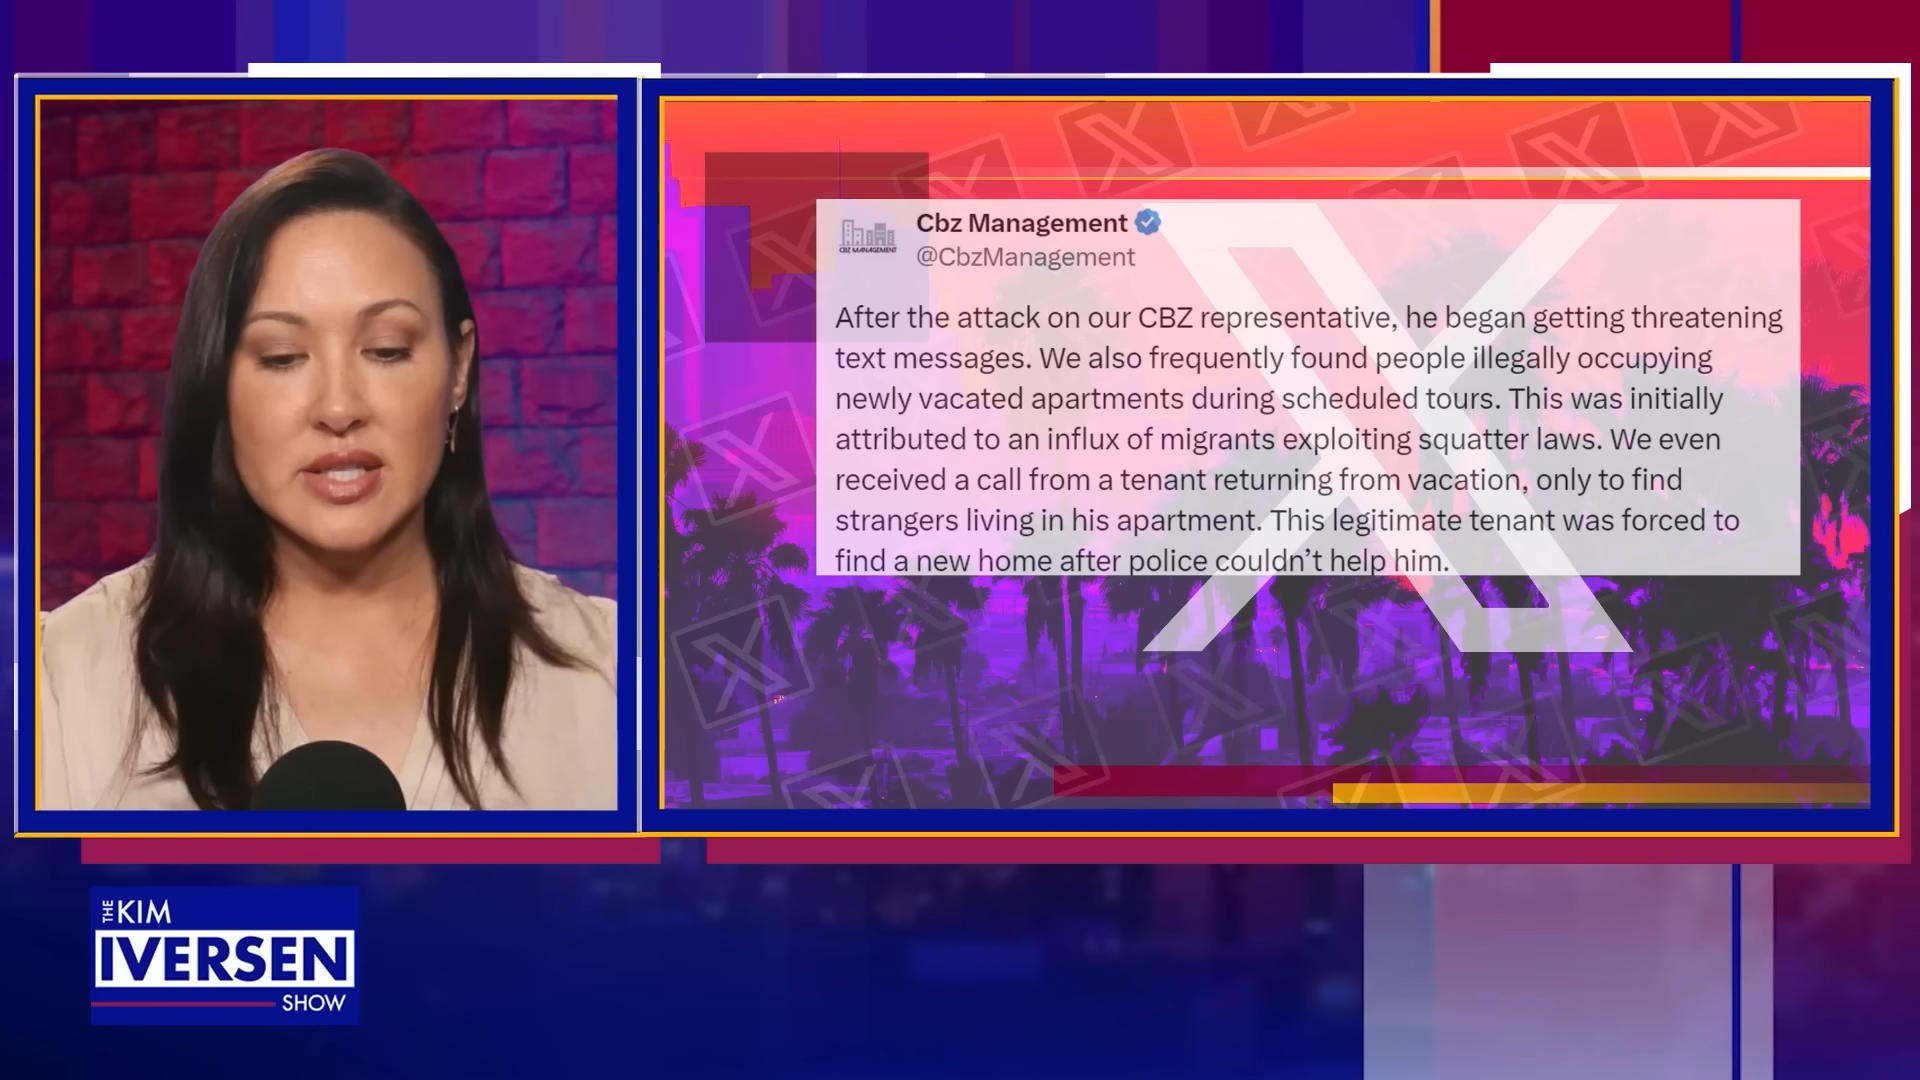 Cbz Management
@CbzManagement
CBZ MANAGEMENT
After the attack on our CBZ representative, he began getting threatening
text messages. We also frequently found people illegally occupying
newly vacated apartments during scheduled tours. This was initially
attributed to an influx of migrants exploiting squatter laws. We even
received a call from a tenant returning from vacation, only to find
strangers living in his apartment. This legitimate tenant was forced to
find a new home after police couldn’t help him.
THE KIM
IVERSEN
SHOW